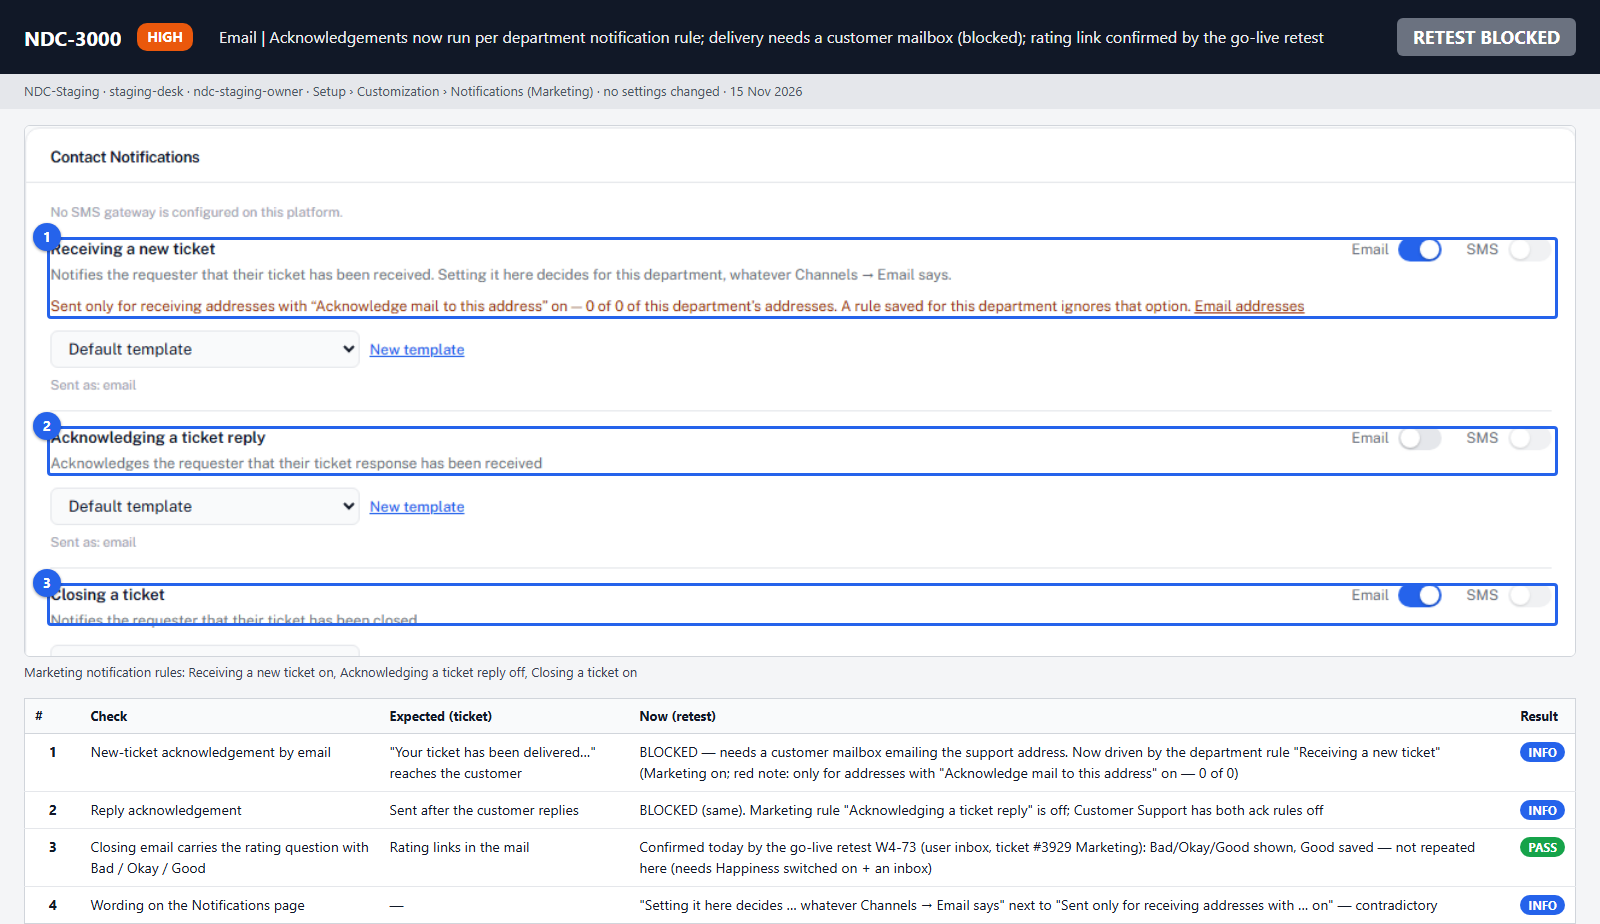 NDC-3000
HIGH
Email | Acknowledgements now run per department notification rule; delivery needs a customer mailbox (blocked); rating link confirmed by the go-live retest
RETEST BLOCKED
NDC-Staging · staging-desk · ndc-staging-owner · Setup › Customization › Notifications (Marketing) · no settings changed · 15 Nov 2026
Contact Notifications
No SMS gateway is configured on this platform.
1
Receiving a new ticket
Email
SMS
Notifies the requester that their ticket has been received. Setting it here decides for this department, whatever Channels → Email says.
Sent only for receiving addresses with “Acknowledge mail to this address” on — 0 of 0 of this department's addresses. A rule saved for this department ignores that option. Email addresses
Default template
New template
Sent as: email
2
Acknowledging a ticket reply
Email
SMS
Acknowledges the requester that their ticket response has been received
Default template
New template
Sent as: email
3
Closing a ticket
Email
SMS
Notifies the requester that their ticket has been closed
Marketing notification rules: Receiving a new ticket on, Acknowledging a ticket reply off, Closing a ticket on
# Check Expected (ticket) Now (retest) Result
1 New-ticket acknowledgement by email "Your ticket has been delivered..." BLOCKED — needs a customer mailbox emailing the support address. Now driven by the department rule "Receiving a new ticket" INFO
reaches the customer (Marketing on; red note: only for addresses with "Acknowledge mail to this address" on — 0 of 0)
2 Reply acknowledgement Sent after the customer replies BLOCKED (same). Marketing rule "Acknowledging a ticket reply" is off; Customer Support has both ack rules off INFO
3 Closing email carries the rating question with Rating links in the mail Confirmed today by the go-live retest W4-73 (user inbox, ticket #3929 Marketing): Bad/Okay/Good shown, Good saved — not repeated PASS
Bad / Okay / Good here (needs Happiness switched on + an inbox)
4 Wording on the Notifications page — "Setting it here decides ... whatever Channels → Email says" next to "Sent only for receiving addresses with ... on" — contradictory INFO